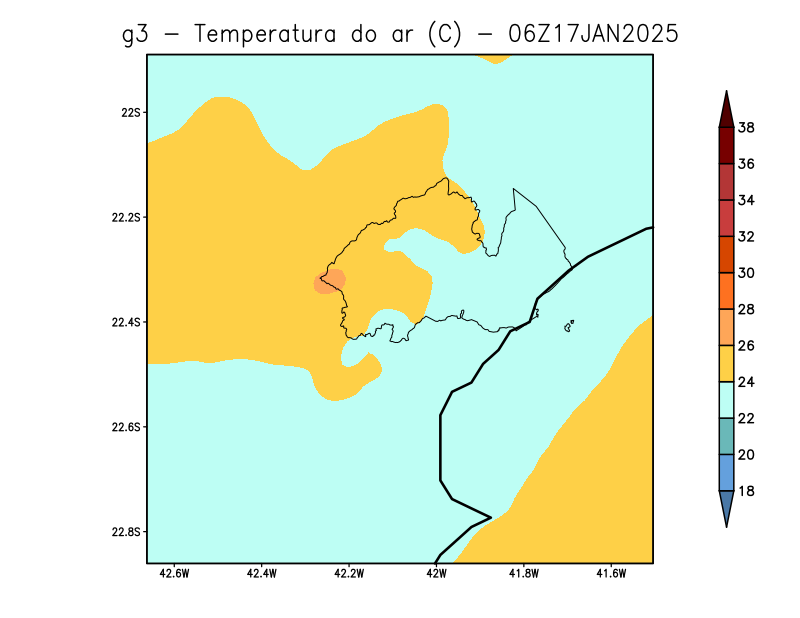 g3 - Temperatura do ar (C) - 06Z17JAN2025
22S
22.2S
22.4S
22.6S
22.8S
42.6W
42.4W
42.2W
42W
41.8W
41.6W
38
36
34
32
30
28
26
24
22
20
18